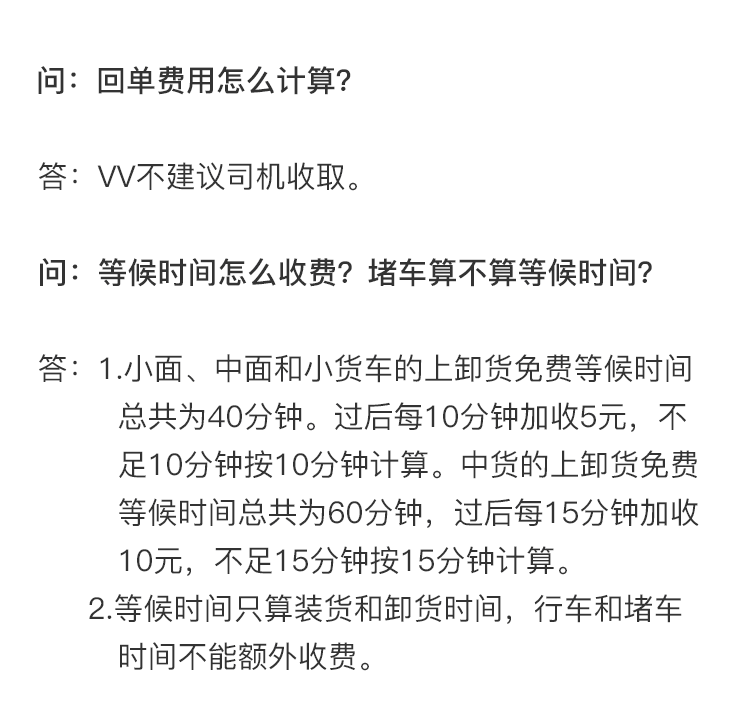 问：回单费用怎么计算？
答：VV不建议司机收取。
问：等候时间怎么收费？堵车算不算等候时间？
答：1.小面、中面和小货车的上卸货免费等候时间
总共为40分钟。过后每10分钟加收5元，不
足10分钟按10分钟计算。中货的上卸货免费
等候时间总共为60分钟，过后每15分钟加收
10元，不足15分钟按15分钟计算。
2.等候时间只算装货和卸货时间，行车和堵车
时间不能额外收费。